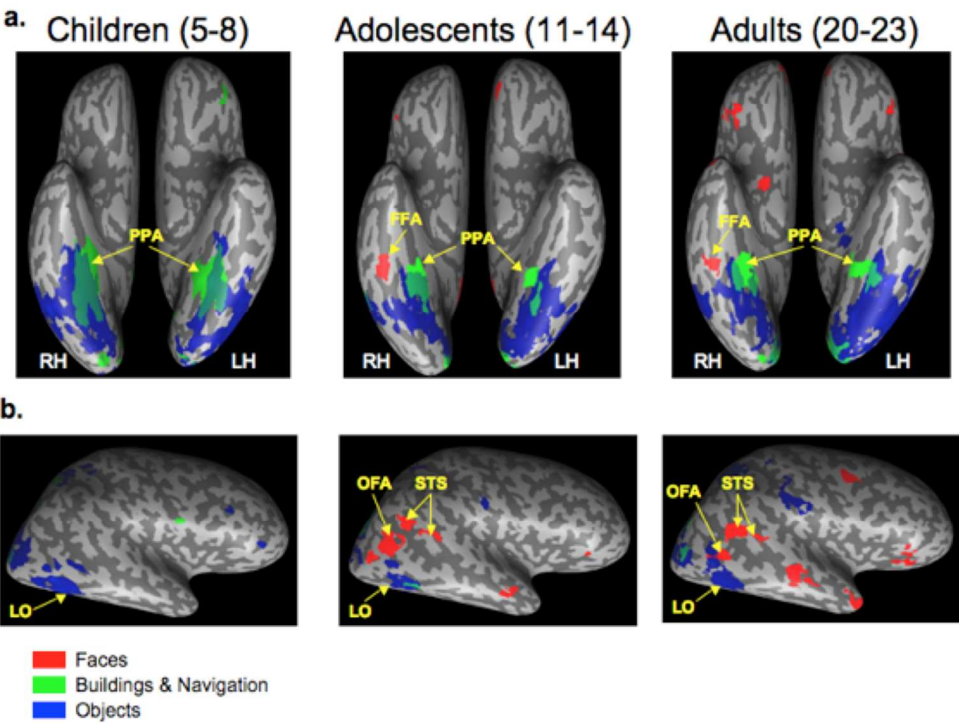 a.
Children (5-8) Adolescents (11-14) Adults (20-23)
FFA FFA
PPA PPA PPA
RH LH RH LH RH LH
b.
OFA STS OFA STS
LO LO LO
Faces
Buildings & Navigation
Objects